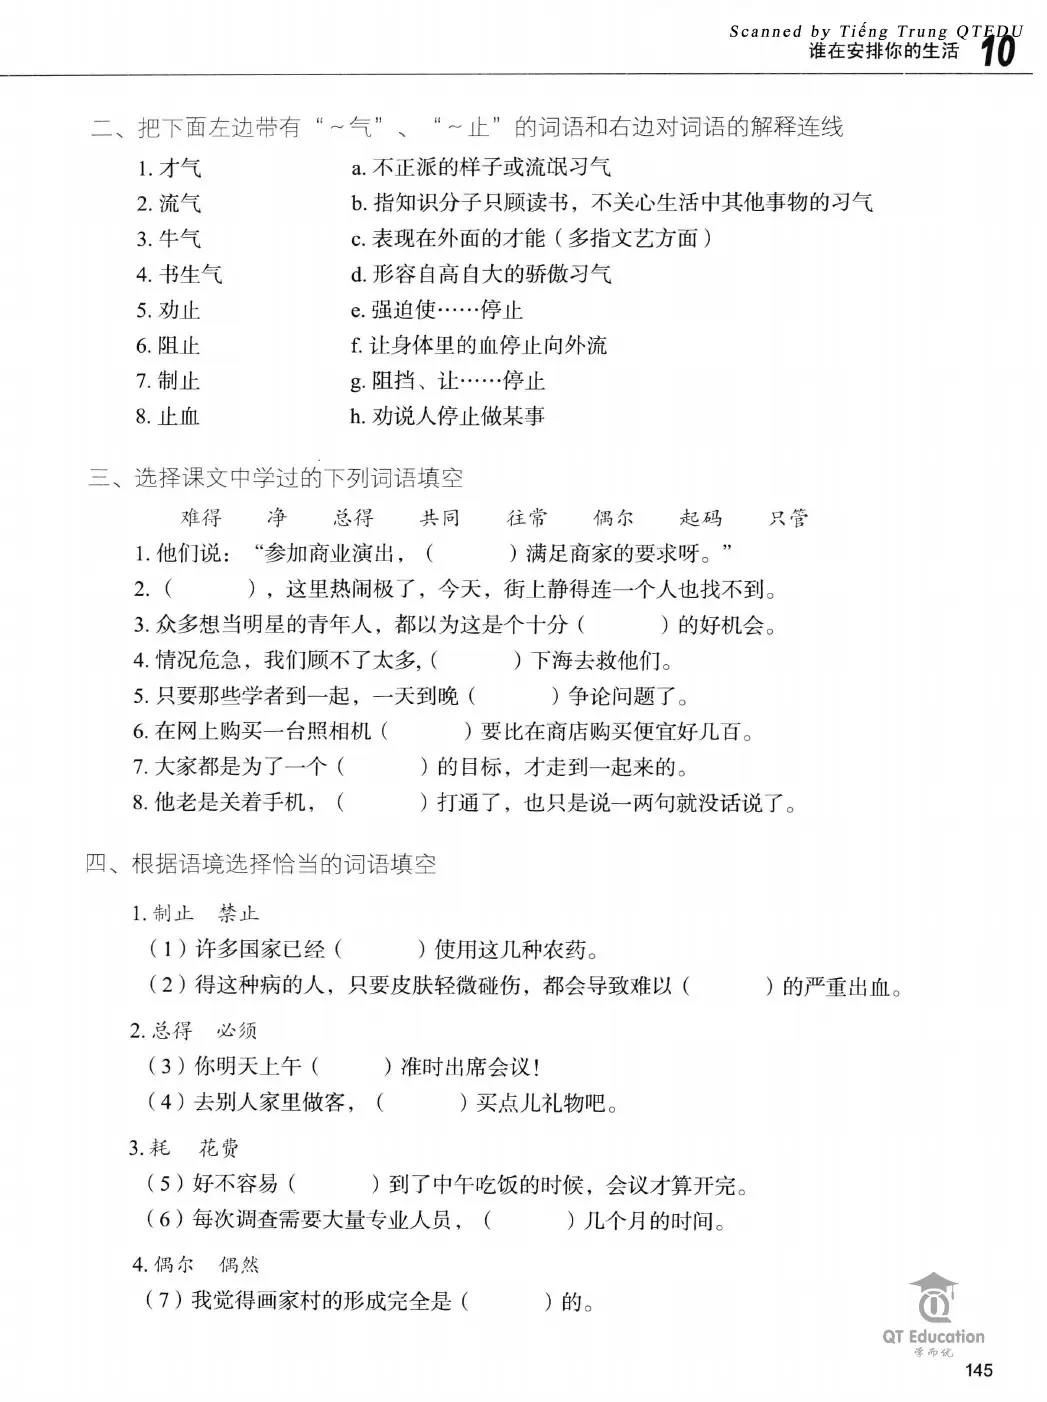 Scanned by Tiếng Trung QTEDU
谁在安排你的生活 10
二、把下面左边带有“～气”、“～止”的词语和右边对词语的解释连线
1. 才气 a. 不正派的样子或流氓习气
2. 流气 b. 指知识分子只顾读书，不关心生活中其他事物的习气
3. 牛气 c. 表现在外面的才能（多指文艺方面）
4. 书生气 d. 形容自高自大的骄傲习气
5. 劝止 e. 强迫使……停止
6. 阻止 f. 让身体里的血停止向外流
7. 制止 g. 阻挡、让……停止
8. 止血 h. 劝说人停止做某事
三、选择课文中学过的下列词语填空
难得 净 总得 共同 往常 偶尔 起码 只管
1. 他们说：“参加商业演出，（ ）满足商家的要求呀。”
2.（ ），这里热闹极了，今天，街上静得连一个人也找不到。
3. 众多想当明星的青年人，都以为这是个十分（ ）的好机会。
4. 情况危急，我们顾不了太多,（ ）下海去救他们。
5. 只要那些学者到一起，一天到晚（ ）争论问题了。
6. 在网上购买一台照相机（ ）要比在商店购买便宜好几百。
7. 大家都是为了一个（ ）的目标，才走到一起来的。
8. 他老是关着手机，（ ）打通了，也只是说一两句就没话说了。
四、根据语境选择恰当的词语填空
1. 制止 禁止
（1）许多国家已经（ ）使用这几种农药。
（2）得这种病的人，只要皮肤轻微碰伤，都会导致难以（ ）的严重出血。
2. 总得 必须
（3）你明天上午（ ）准时出席会议！
（4）去别人家里做客，（ ）买点儿礼物吧。
3. 耗 花费
（5）好不容易（ ）到了中午吃饭的时候，会议才算开完。
（6）每次调查需要大量专业人员，（ ）几个月的时间。
4. 偶尔 偶然
（7）我觉得画家村的形成完全是（ ）的。
QT Education
学而优
145